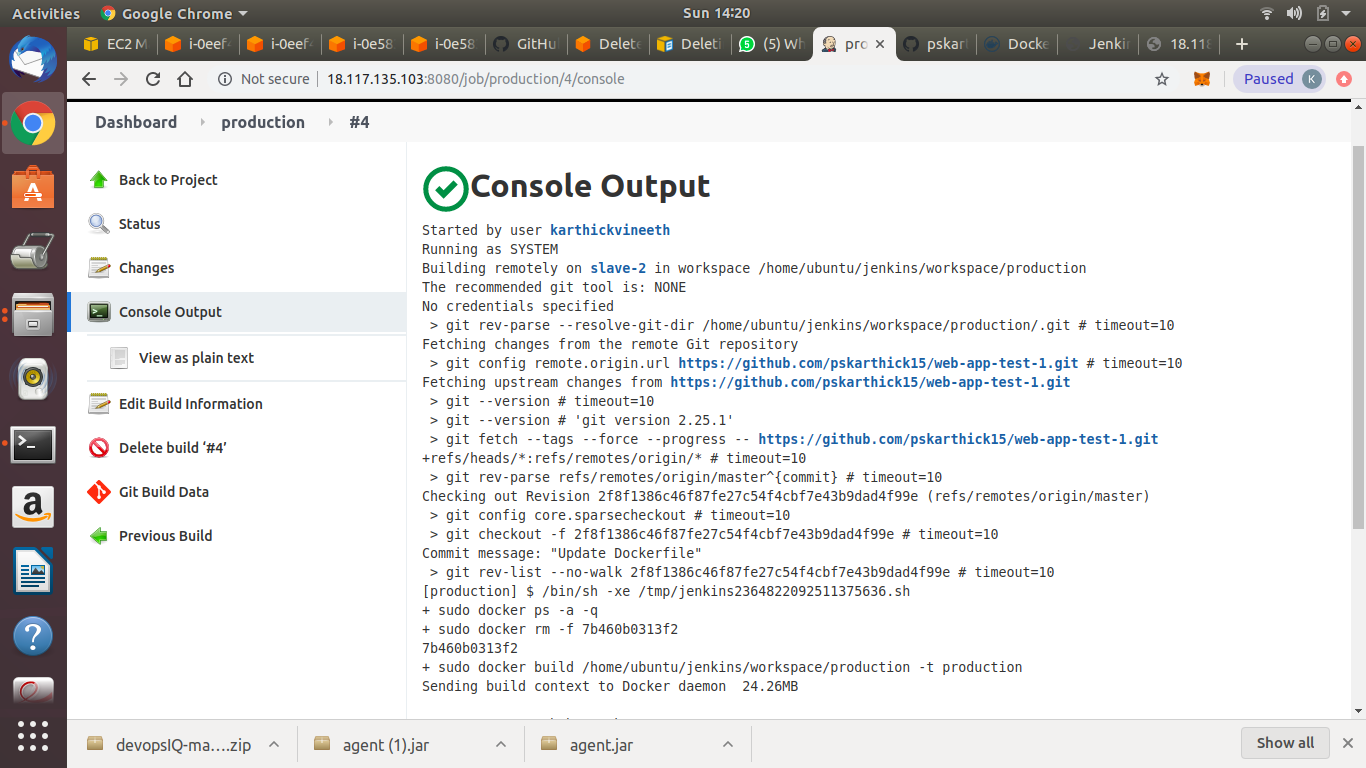 Activities
Google Chrome
Sun 14:20
EC2 M
i-0eef
i-0eef
i-0e58
i-0e58
GitHu
Delete
Deleti
(5) Wh
pro
pskar
Docke
Jenki
18.118
Not secure
18.117.135.103:8080/job/production/4/console
Paused
K
Dashboard
production
#4
Back to Project
Status
Changes
Console Output
View as plain text
Edit Build Information
Delete build ‘#4’
Git Build Data
Previous Build
Console Output
Started by user karthickvineeth
Running as SYSTEM
Building remotely on slave-2 in workspace /home/ubuntu/jenkins/workspace/production
The recommended git tool is: NONE
No credentials specified
> git rev-parse --resolve-git-dir /home/ubuntu/jenkins/workspace/production/.git # timeout=10
Fetching changes from the remote Git repository
> git config remote.origin.url https://github.com/pskarthick15/web-app-test-1.git # timeout=10
Fetching upstream changes from https://github.com/pskarthick15/web-app-test-1.git
> git --version # timeout=10
> git --version # 'git version 2.25.1'
> git fetch --tags --force --progress -- https://github.com/pskarthick15/web-app-test-1.git
+refs/heads/*:refs/remotes/origin/* # timeout=10
> git rev-parse refs/remotes/origin/master^{commit} # timeout=10
Checking out Revision 2f8f1386c46f87fe27c54f4cbf7e43b9dad4f99e (refs/remotes/origin/master)
> git config core.sparsecheckout # timeout=10
> git checkout -f 2f8f1386c46f87fe27c54f4cbf7e43b9dad4f99e # timeout=10
Commit message: "Update Dockerfile"
> git rev-list --no-walk 2f8f1386c46f87fe27c54f4cbf7e43b9dad4f99e # timeout=10
[production] $ /bin/sh -xe /tmp/jenkins2364822092511375636.sh
+ sudo docker ps -a -q
+ sudo docker rm -f 7b460b0313f2
7b460b0313f2
+ sudo docker build /home/ubuntu/jenkins/workspace/production -t production
Sending build context to Docker daemon  24.26MB
devopsIQ-ma....zip
agent (1).jar
agent.jar
Show all